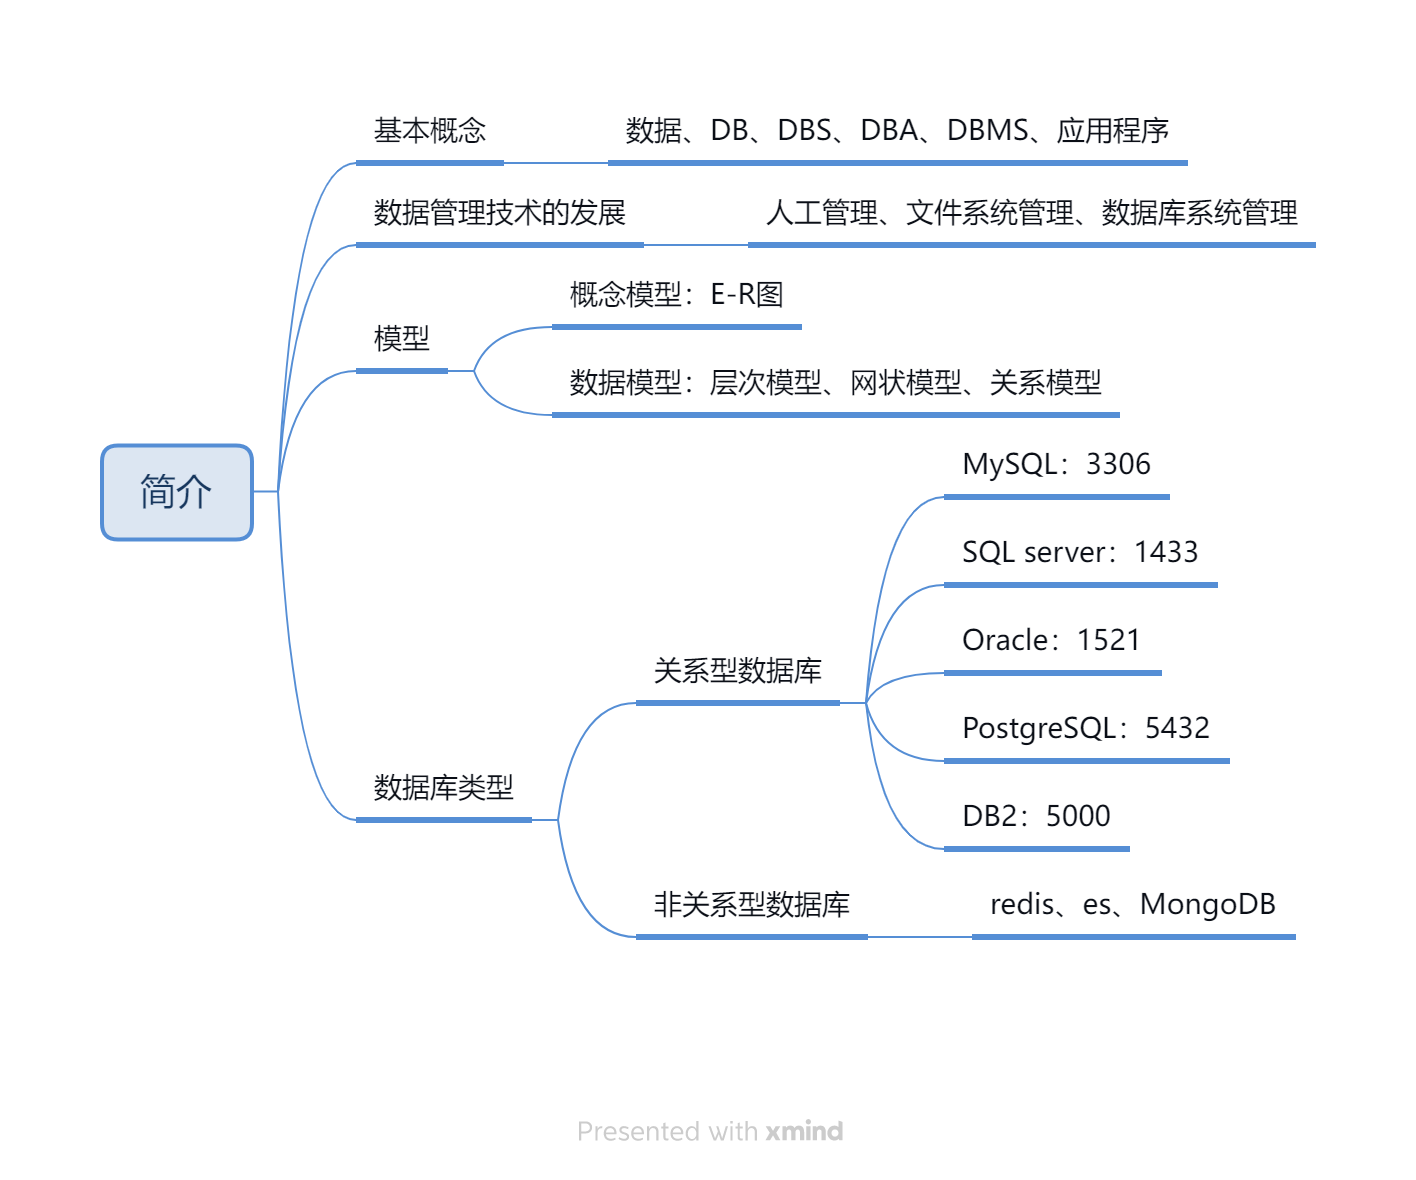 简介
基本概念
数据、DB、DBS、DBA、DBMS、应用程序
数据管理技术的发展
人工管理、文件系统管理、数据库系统管理
模型
概念模型：E-R图
数据模型：层次模型、网状模型、关系模型
数据库类型
关系型数据库
MySQL：3306
SQL server：1433
Oracle：1521
PostgreSQL：5432
DB2：5000
非关系型数据库
redis、es、MongoDB
Presented with xmind